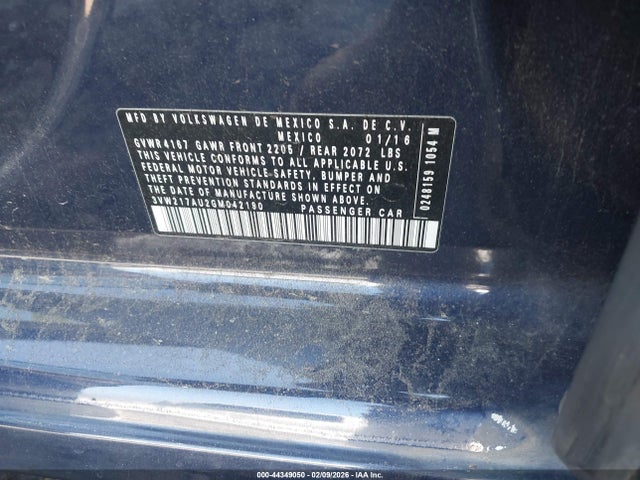 MFD BY VOLKSWAGEN DE MEXICO S.A. DE C.V.
MEXICO 01/16
GVWR4167 GAWR FRONT 2205 / REAR 2072 LBS
THIS VEHICLE CONFORMS TO ALL APPLICABLE U.S.
FEDERAL MOTOR VEHICLE SAFETY, BUMPER AND
THEFT PREVENTION STANDARDS IN EFFECT ON
THE DATE OF MANUFACTURE SHOWN ABOVE.
3VW217AU2GM042190 PASSENGER CAR
0248159 1054 M
000-44349050 - 02/09/2026 - IAA Inc.